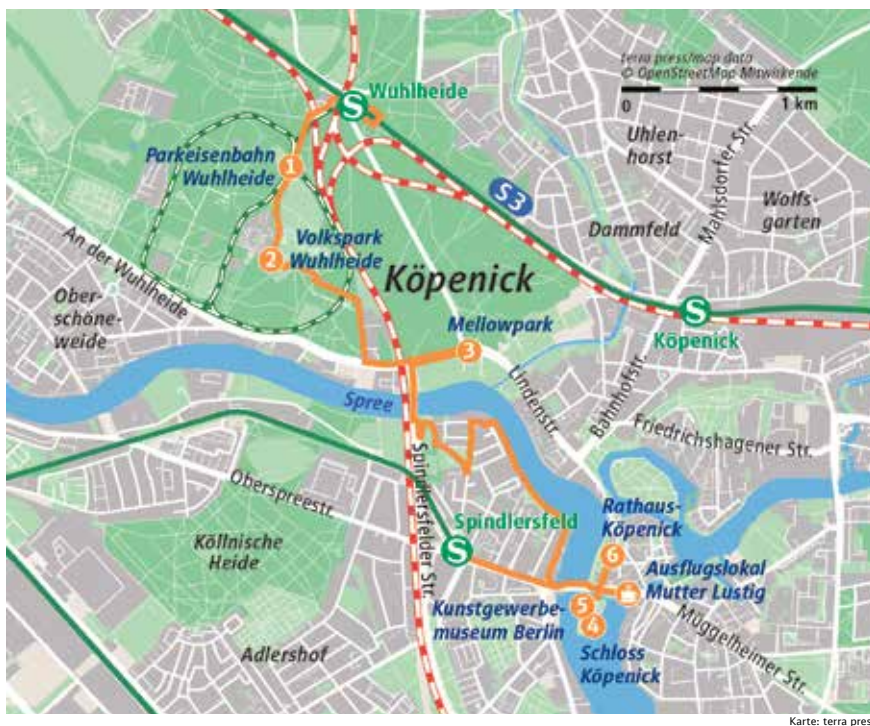 terra press/map data
© OpenStreetMap Mitwirkende
0 1 km
S Wuhlheide
Uhlen-
horst
Mahlsdorfer Str.
Parkeisenbahn
Wuhlheide
1
S3
Wolfs-
garten
Dammfeld
An der Wuhlheide
Volkspark
Wuhlheide
2
Köpenick
Ober-
schöne-
weide
Mellowpark
3
S
Köpenick
Lindenstr.
Bahnhofstr.
Spree
Friedrichshagener Str.
Spindlersfelder Str.
Oberspreestr.
Rathaus-
Köpenick
6
Spindlersfeld
S
Köllnische
Heide
Ausflugslokal
Mutter Lustig
5
4
Kunstgewerbe-
museum Berlin
Müggelheimer Str.
Schloss
Köpenick
Adlershof
Karte: terra pres